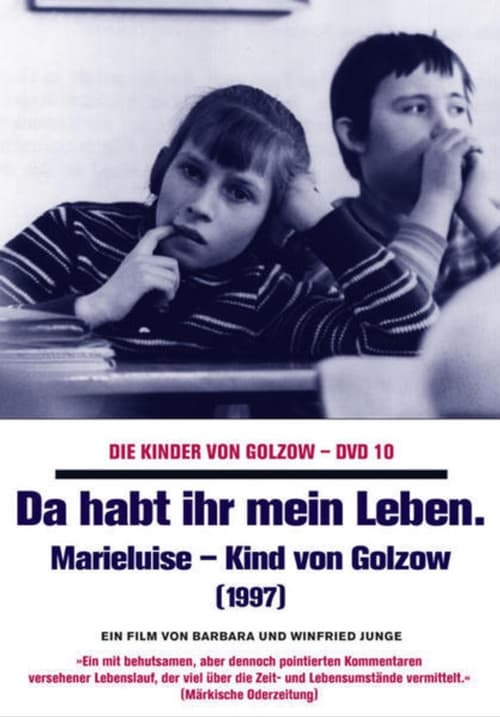 DIE KINDER VON GOLZOW – DVD 10
Da habt ihr mein Leben.
Marieluise – Kind von Golzow
(1997)
EIN FILM VON BARBARA UND WINFRIED JUNGE
»Ein mit behutsamen, aber dennoch pointierten Kommentaren
versehener Lebenslauf, der viel über die Zeit- und Lebensumstände vermittelt.«
(Märkische Oderzeitung)